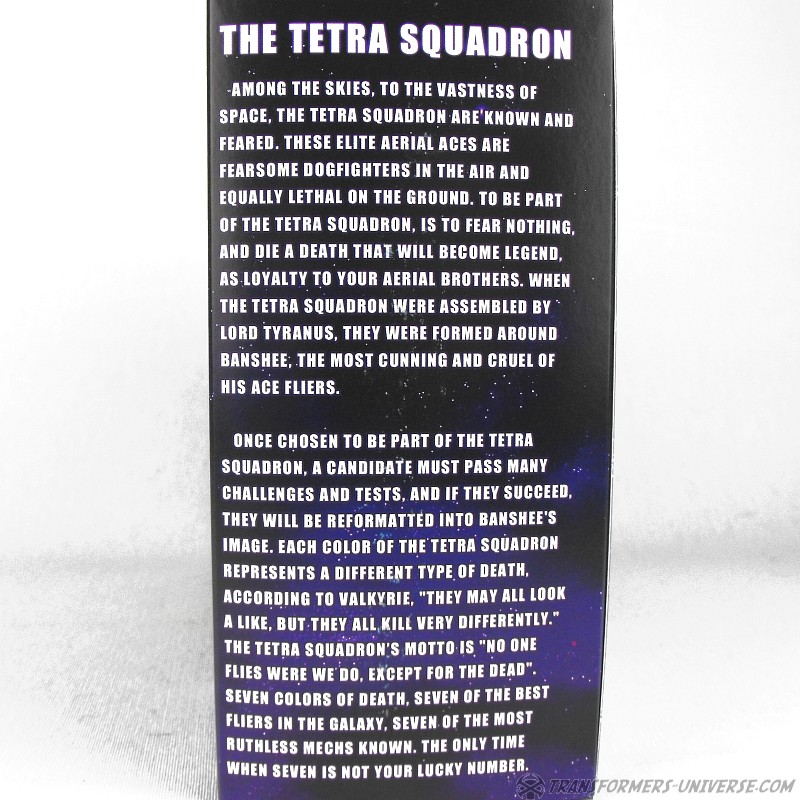 THE TETRA SQUADRON
AMONG THE SKIES, TO THE VASTNESS OF
SPACE, THE TETRA SQUADRON ARE KNOWN AND
FEARED. THESE ELITE AERIAL ACES ARE
FEARSOME DOGFIGHTERS IN THE AIR AND
EQUALLY LETHAL ON THE GROUND. TO BE PART
OF THE TETRA SQUADRON, IS TO FEAR NOTHING,
AND DIE A DEATH THAT WILL BECOME LEGEND,
AS LOYALTY TO YOUR AERIAL BROTHERS. WHEN
THE TETRA SQUADRON WERE ASSEMBLED BY
LORD TYRANUS, THEY WERE FORMED AROUND
BANSHEE, THE MOST CUNNING AND CRUEL OF
HIS ACE FLIERS.
ONCE CHOSEN TO BE PART OF THE TETRA
SQUADRON, A CANDIDATE MUST PASS MANY
CHALLENGES AND TESTS, AND IF THEY SUCCEED,
THEY WILL BE REFORMATTED INTO BANSHEE'S
IMAGE. EACH COLOR OF THE TETRA SQUADRON
REPRESENTS A DIFFERENT TYPE OF DEATH,
ACCORDING TO VALKYRIE, "THEY MAY ALL LOOK
A LIKE, BUT THEY ALL KILL VERY DIFFERENTLY."
THE TETRA SQUADRON'S MOTTO IS "NO ONE
FLIES WERE WE DO, EXCEPT FOR THE DEAD".
SEVEN COLORS OF DEATH, SEVEN OF THE BEST
FLIERS IN THE GALAXY, SEVEN OF THE MOST
RUTHLESS MECHS KNOWN. THE ONLY TIME
WHEN SEVEN IS NOT YOUR LUCKY NUMBER.
TRANSFORMERS-UNIVERSE.COM